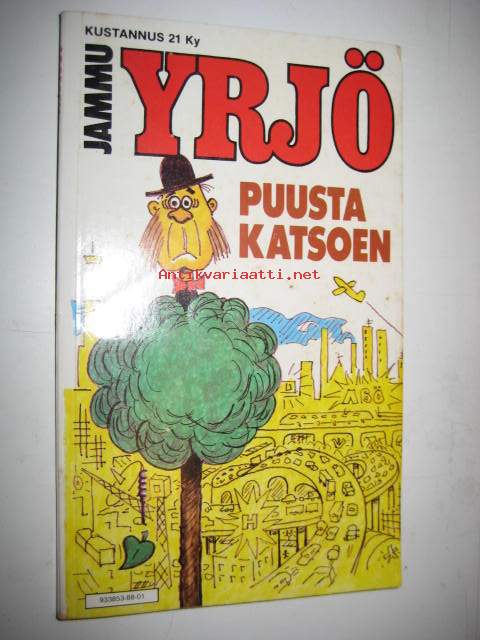 KUSTANNUS 21 Ky
JAMMU
YRJÖ
PUUSTA
KATSOEN
Antikvariaatti.net
H
933853-88-01